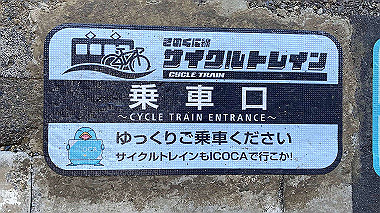 きのくに線
サイクルトレイン
CYCLE TRAIN
乗車口
～CYCLE TRAIN ENTRANCE～
ゆっくりご乗車ください
サイクルトレインもICOCAで行こか!
ICOCA